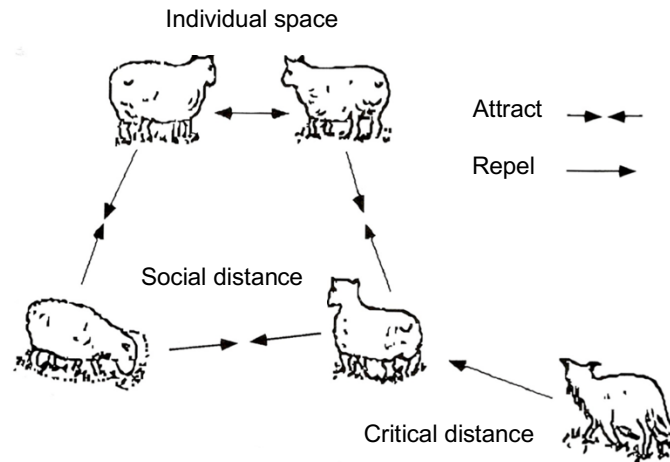 Individual space
Attract
Repel
Social distance
Critical distance